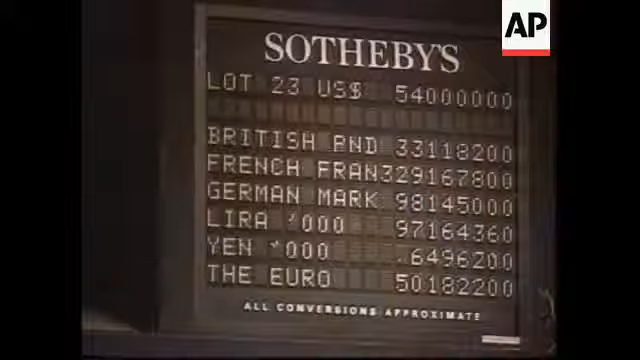 AP
SOTHEBY'S
LOT 23 US$ 54000000
BRITISH PND 33118200
FRENCH FRAN329167800
GERMAN MARK 98145000
LIRA '000 97164360
YEN '000 .6496200
THE EURO 50182200
ALL CONVERSIONS APPROXIMATE